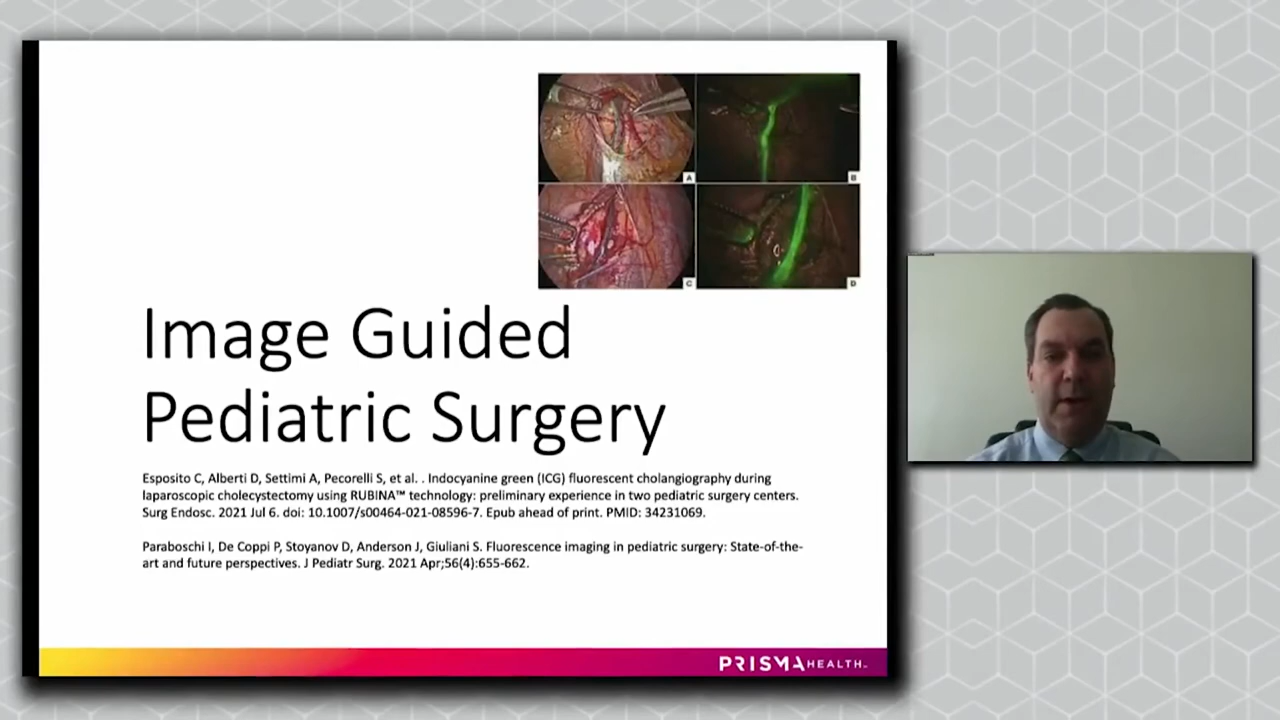 A
B
C
D
Image Guided
Pediatric Surgery
Esposito C, Alberti D, Settimi A, Pecorelli S, et al. . Indocyanine green (ICG) fluorescent cholangiography during
laparoscopic cholecystectomy using RUBINA™ technology: preliminary experience in two pediatric surgery centers.
Surg Endosc. 2021 Jul 6. doi: 10.1007/s00464-021-08596-7. Epub ahead of print. PMID: 34231069.
Paraboschi I, De Coppi P, Stoyanov D, Anderson J, Giuliani S. Fluorescence imaging in pediatric surgery: State-of-the-
art and future perspectives. J Pediatr Surg. 2021 Apr;56(4):655-662.
PRISMA HEALTH